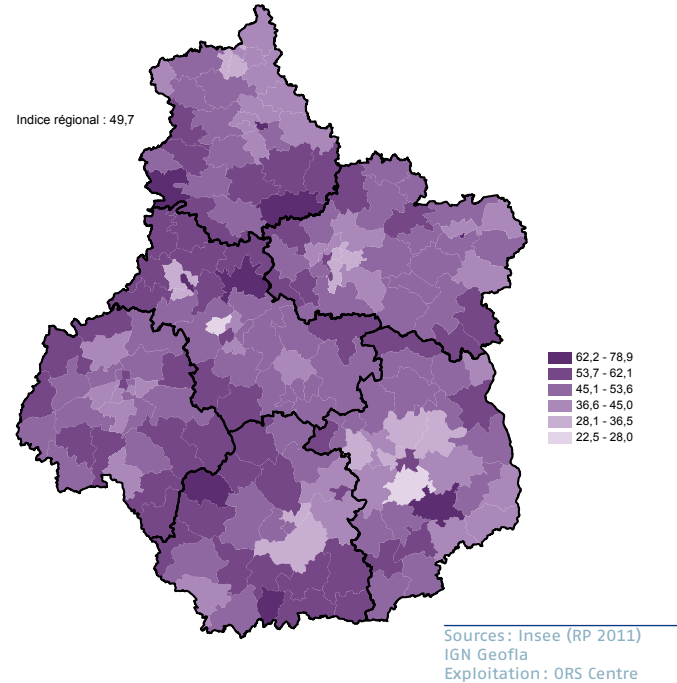 Indice régional : 49,7
62,2 - 78,9
53,7 - 62,1
45,1 - 53,6
36,6 - 45,0
28,1 - 36,5
22,5 - 28,0
Sources: Insee (RP 2011)
IGN Geofla
Exploitation: ORS Centre